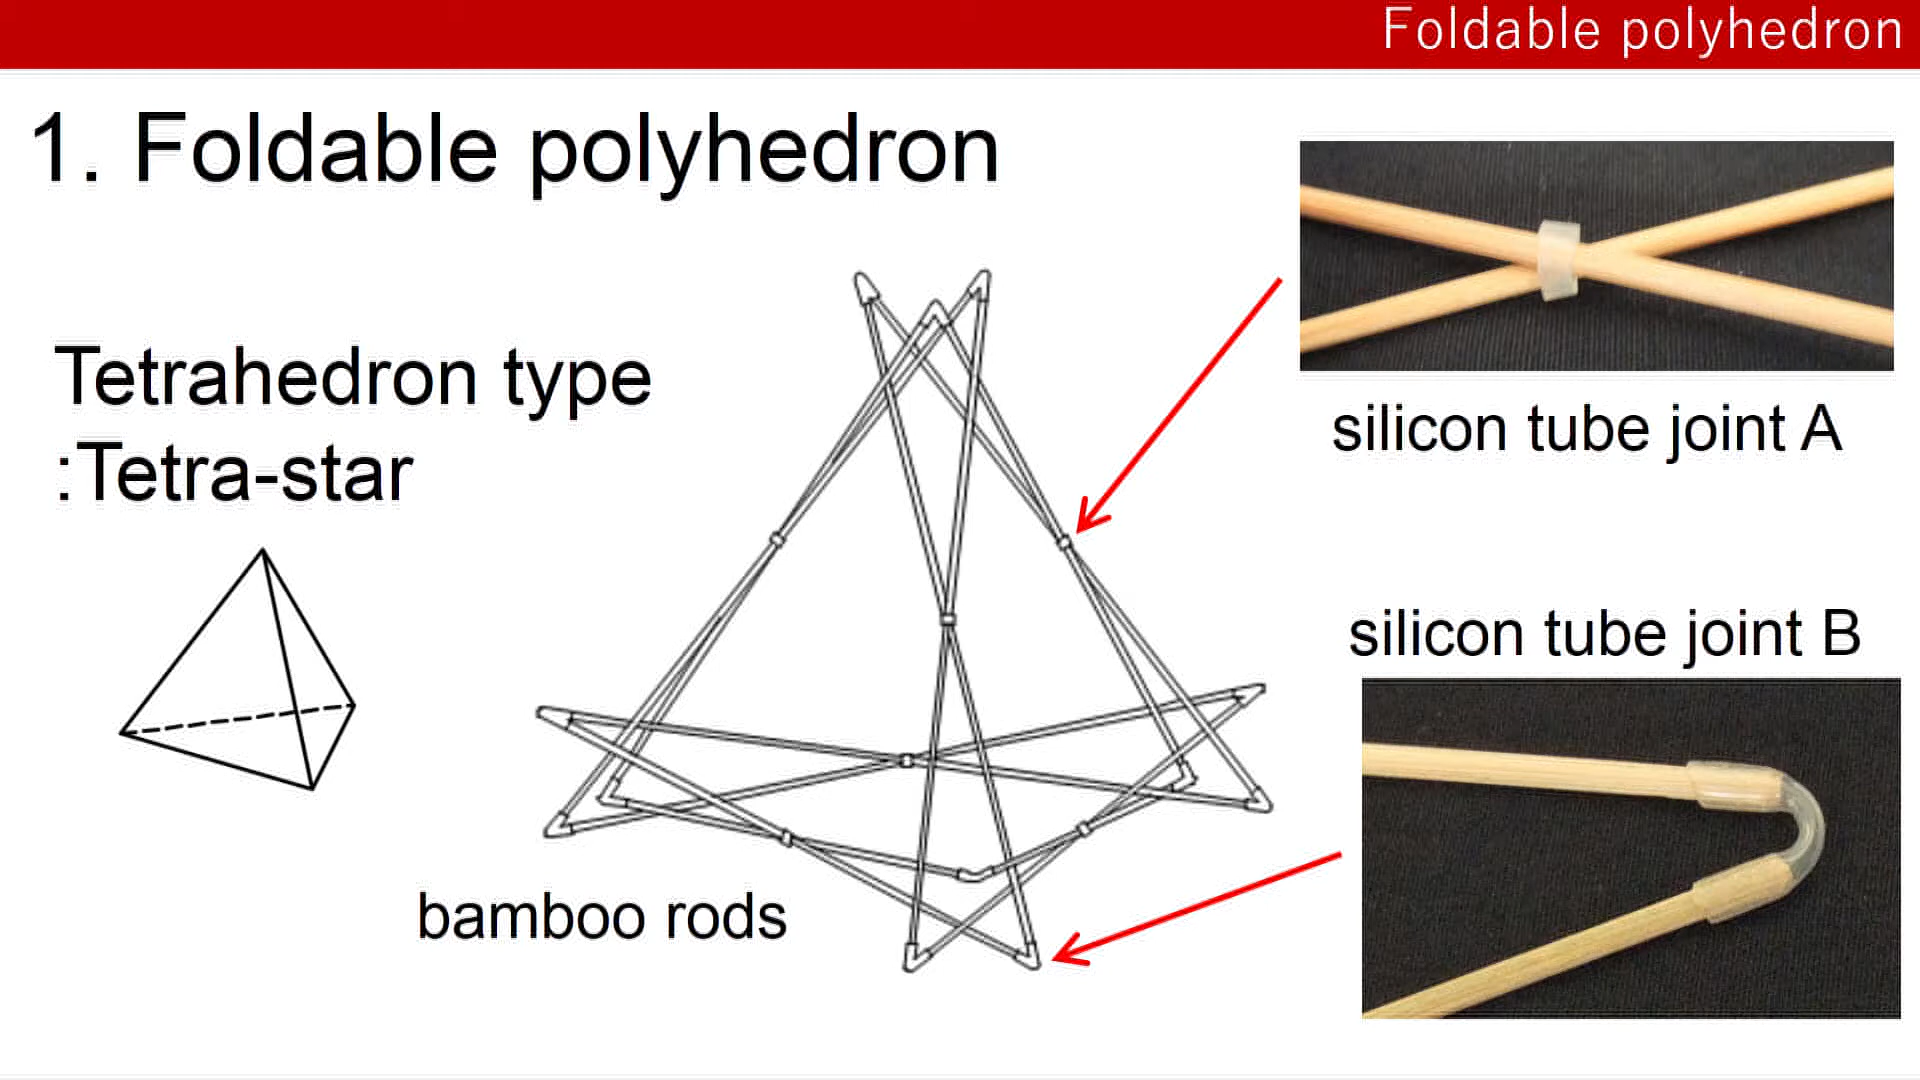 Foldable polyhedron
1. Foldable polyhedron
Tetrahedron type
:Tetra-star
silicon tube joint A
silicon tube joint B
bamboo rods